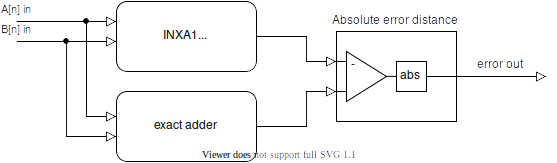 A[n] in
B[n] in
INXA1...
Absolute error distance
-
abs
error out
exact adder
Viewer does not support full SVG 1.1